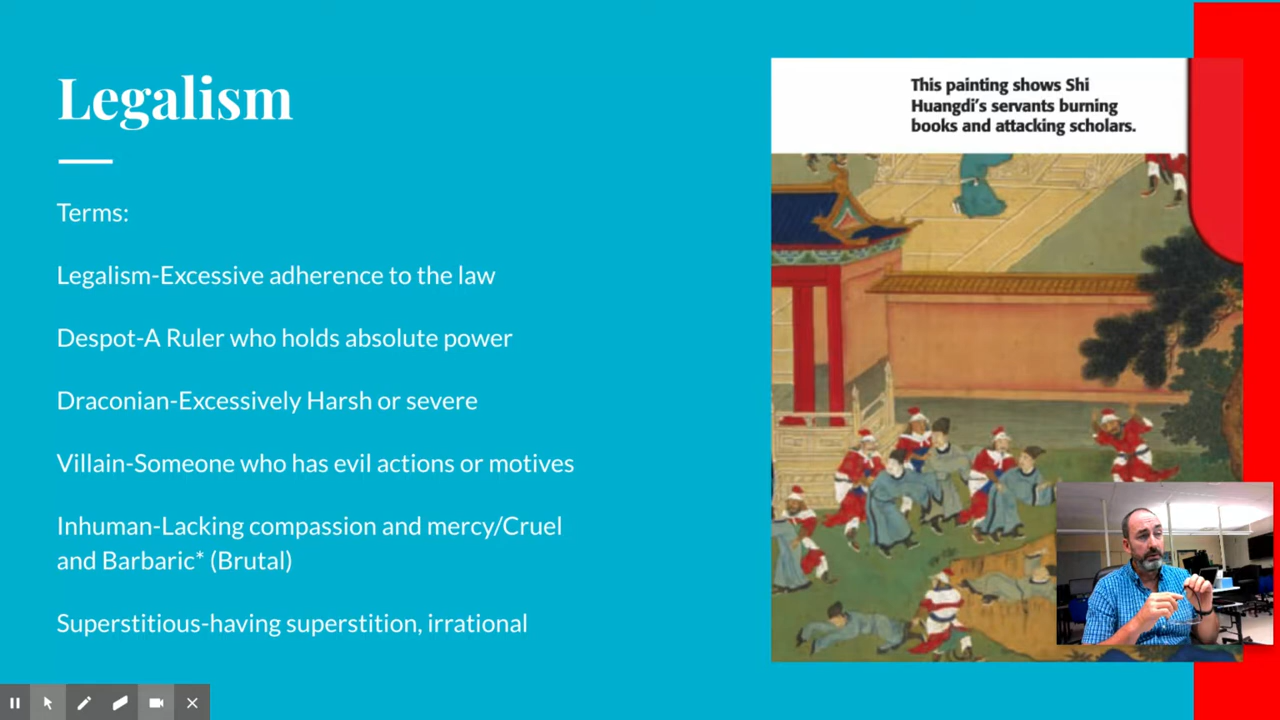 Legalism
Terms:
Legalism-Excessive adherence to the law
Despot-A Ruler who holds absolute power
Draconian-Excessively Harsh or severe
Villain-Someone who has evil actions or motives
Inhuman-Lacking compassion and mercy/Cruel
and Barbaric* (Brutal)
Superstitious-having superstition, irrational
This painting shows Shi
Huangdi's servants burning
books and attacking scholars.